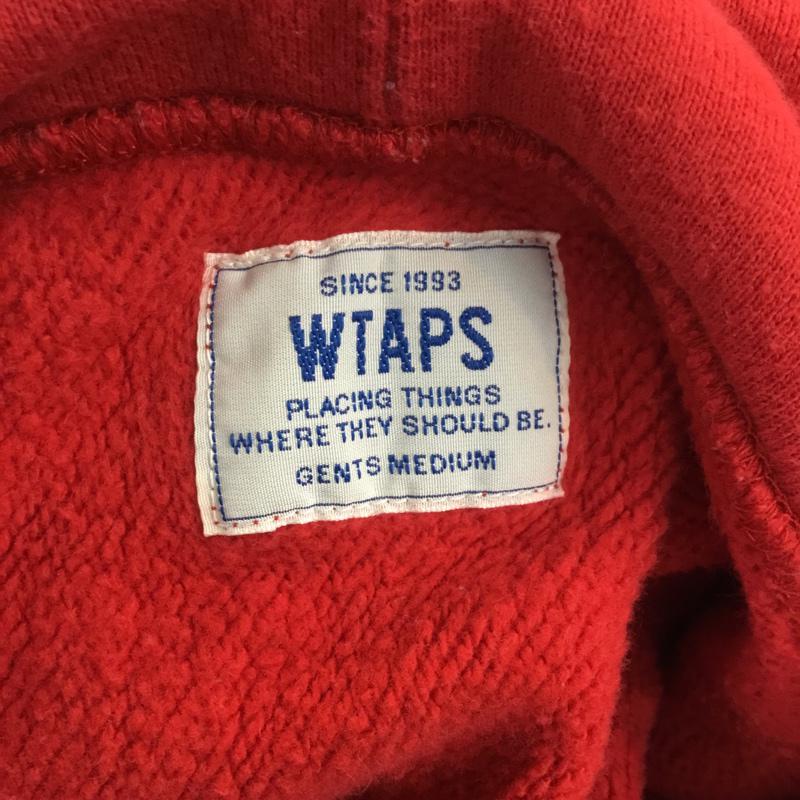 SINCE 1993
WTAPS
PLACING THINGS
WHERE THEY SHOULD BE.
GENTS MEDIUM